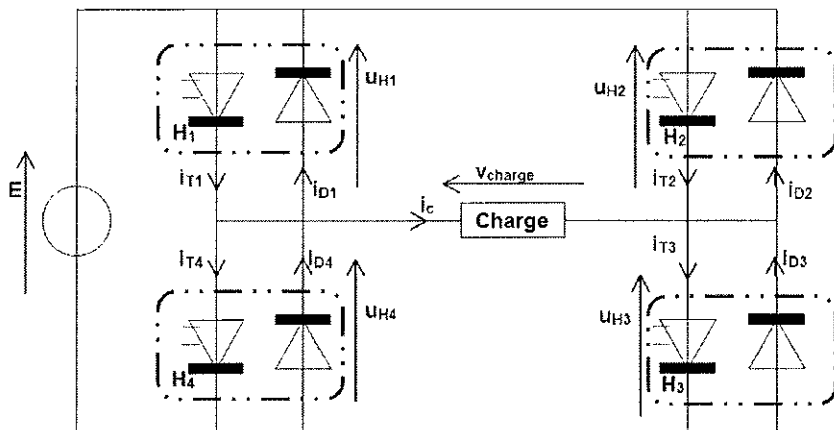 uH1
uH2
H1
H2
iT1
iD1
vcharge
iT2
iD2
E
ic
Charge
iT4
iD4
iT3
iD3
uH4
uH3
H4
H3